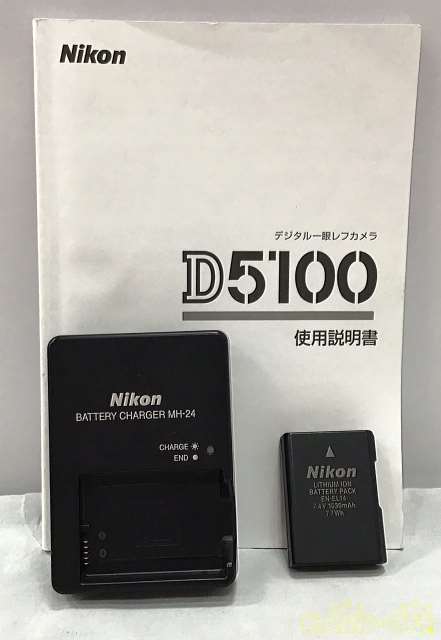 Nikon
デジタル一眼レフカメラ
D5100
使用説明書
Nikon
BATTERY CHARGER MH-24
CHARGE
END
Nikon
LITHIUM ION
BATTERY PACK
EN-EL14
7.4V 1030mAh
7.7Wh